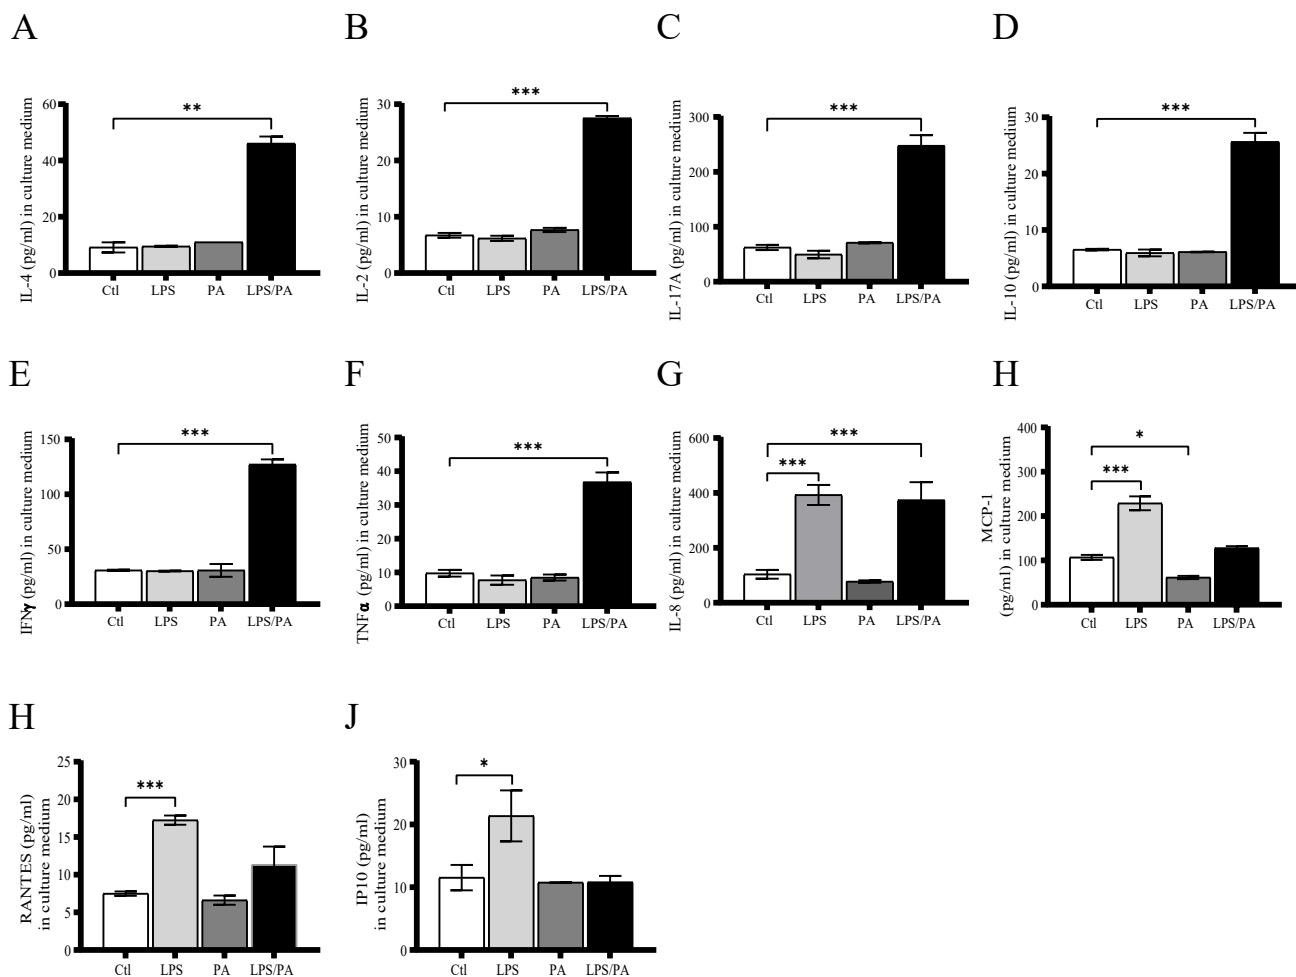 A
B
C
D
IL-4 (pg/ml) in culture medium
60
40
20
0
**
Ctl LPS PA LPS/PA
IL-2 (pg/ml) in culture medium
30
20
10
0
***
Ctl LPS PA LPS/PA
IL-17A (pg/ml) in culture medium
300
200
100
0
***
Ctl LPS PA LPS/PA
IL-10 (pg/ml) in culture medium
30
20
10
0
***
Ctl LPS PA LPS/PA
E
F
G
H
IFNγ (pg/ml) in culture medium
150
100
50
0
***
Ctl LPS PA LPS/PA
TNFα (pg/ml) in culture medium
50
40
30
20
10
0
***
Ctl LPS PA LPS/PA
IL-8 (pg/ml) in culture medium
600
400
200
0
***
***
Ctl LPS PA LPS/PA
MCP-1
(pg/ml) in culture medium
400
300
200
100
0
*
***
Ctl LPS PA LPS/PA
H
J
RANTES (pg/ml)
in culture medium
25
20
15
10
5
0
***
Ctl LPS PA LPS/PA
IP10 (pg/ml)
in culture medium
30
20
10
0
*
Ctl LPS PA LPS/PA